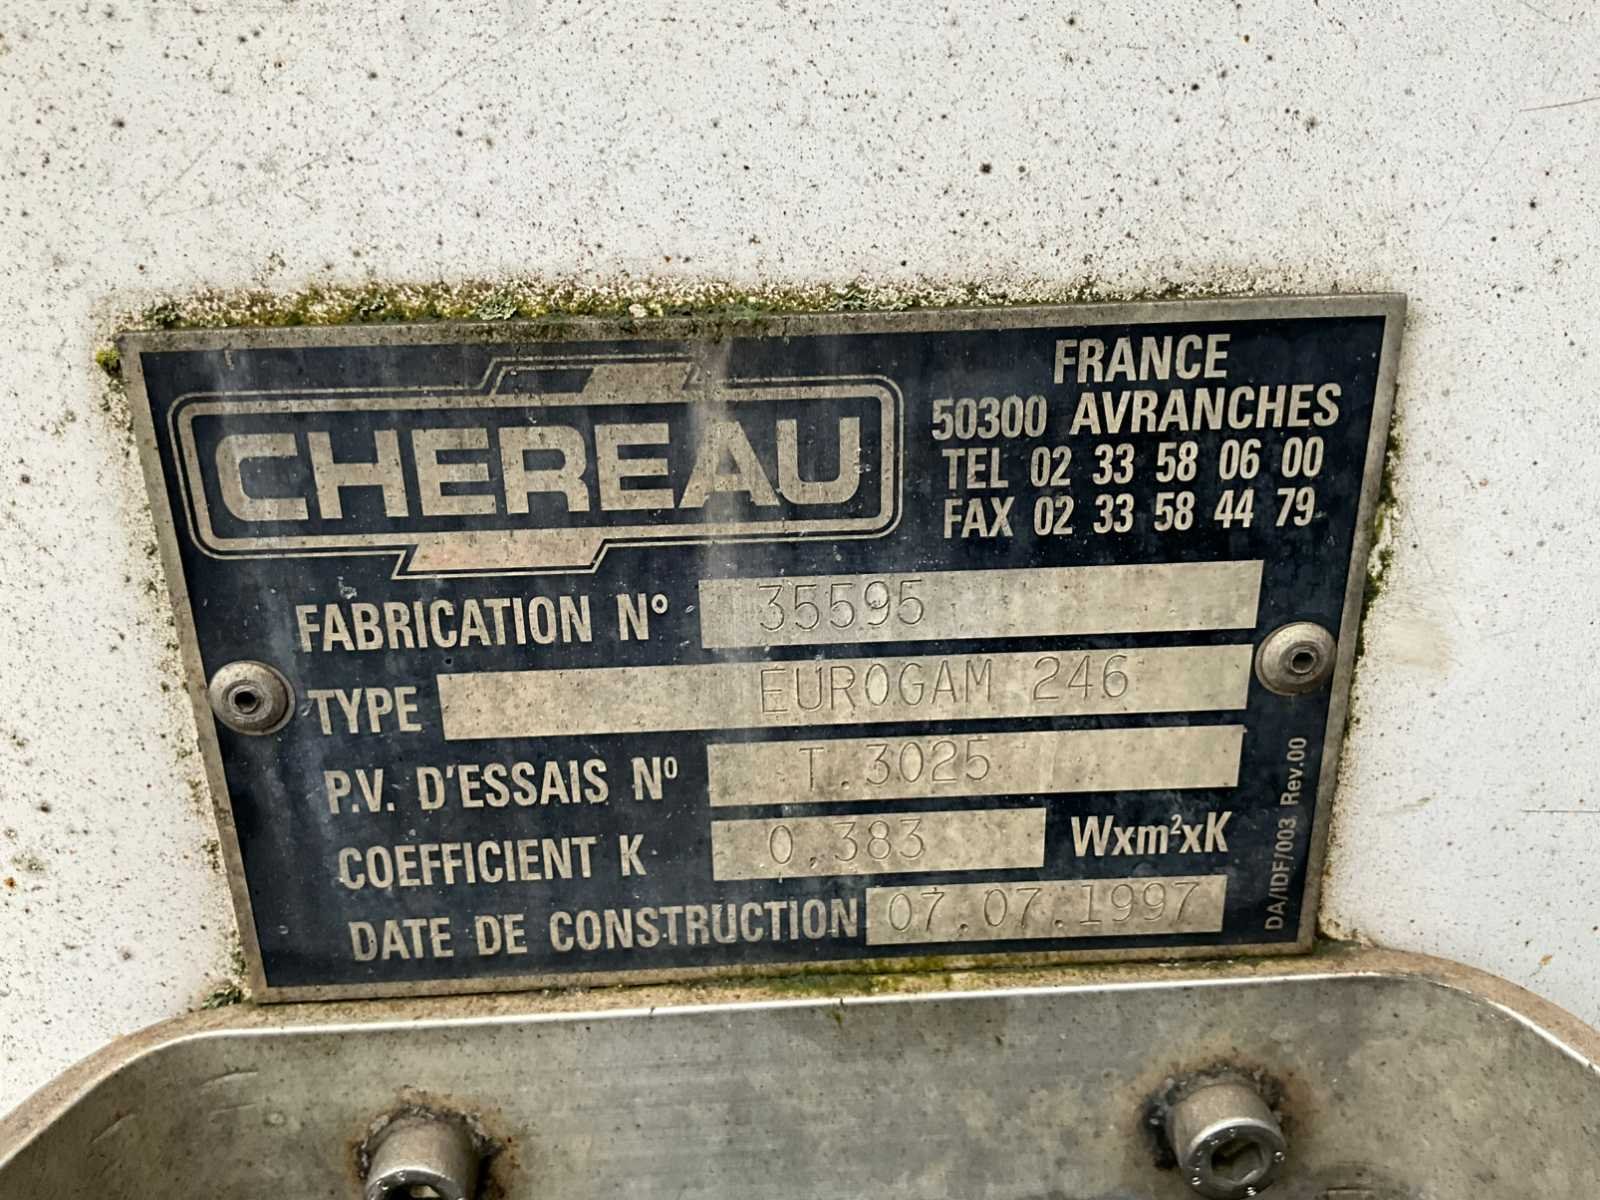 CHEREAU
FRANCE
50300 AVRANCHES
TEL 02 33 58 06 00
FAX 02 33 58 44 79
FABRICATION Nº 35595
TYPE EUROGAM 246
P.V. D'ESSAIS Nº T.3025
COEFFICIENT K 0,383 Wxm²xK
DATE DE CONSTRUCTION 07.07.1997
DA/IDF/003 Rev.00